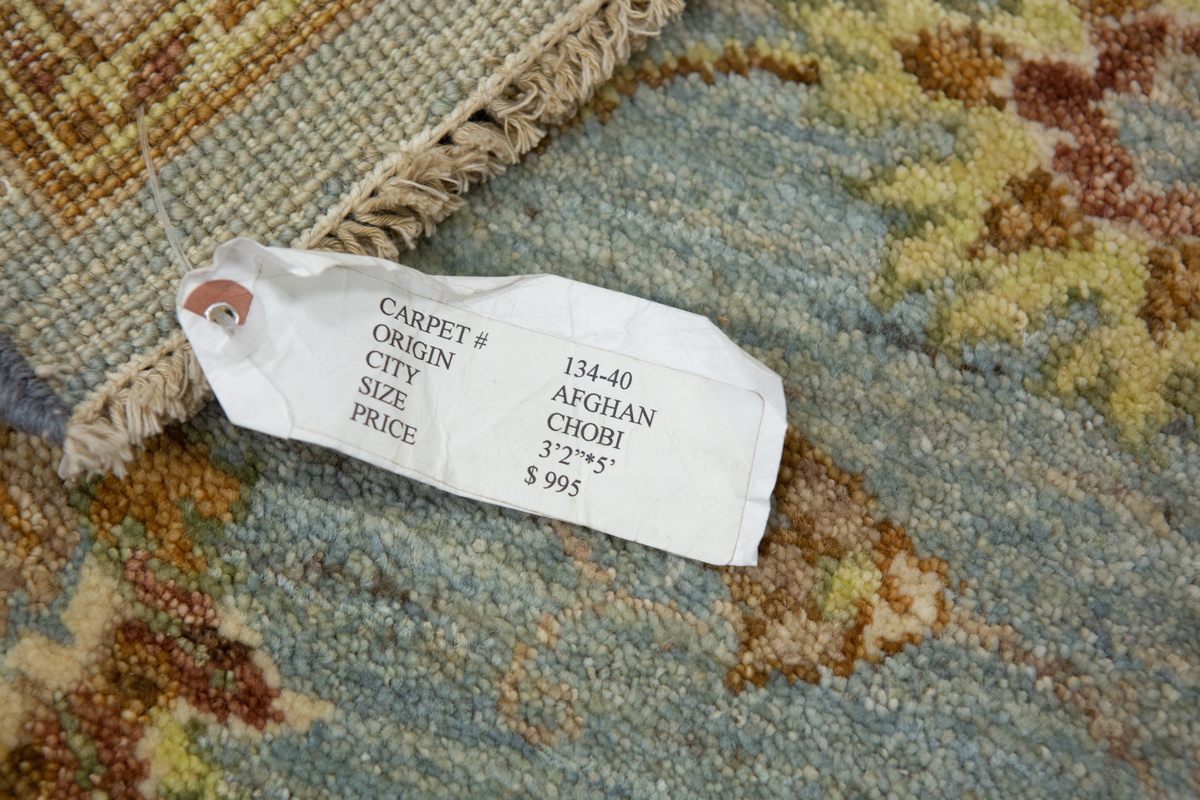 CARPET # 134-40
ORIGIN AFGHAN
CITY CHOBI
SIZE 3’2”*5’
PRICE $ 995